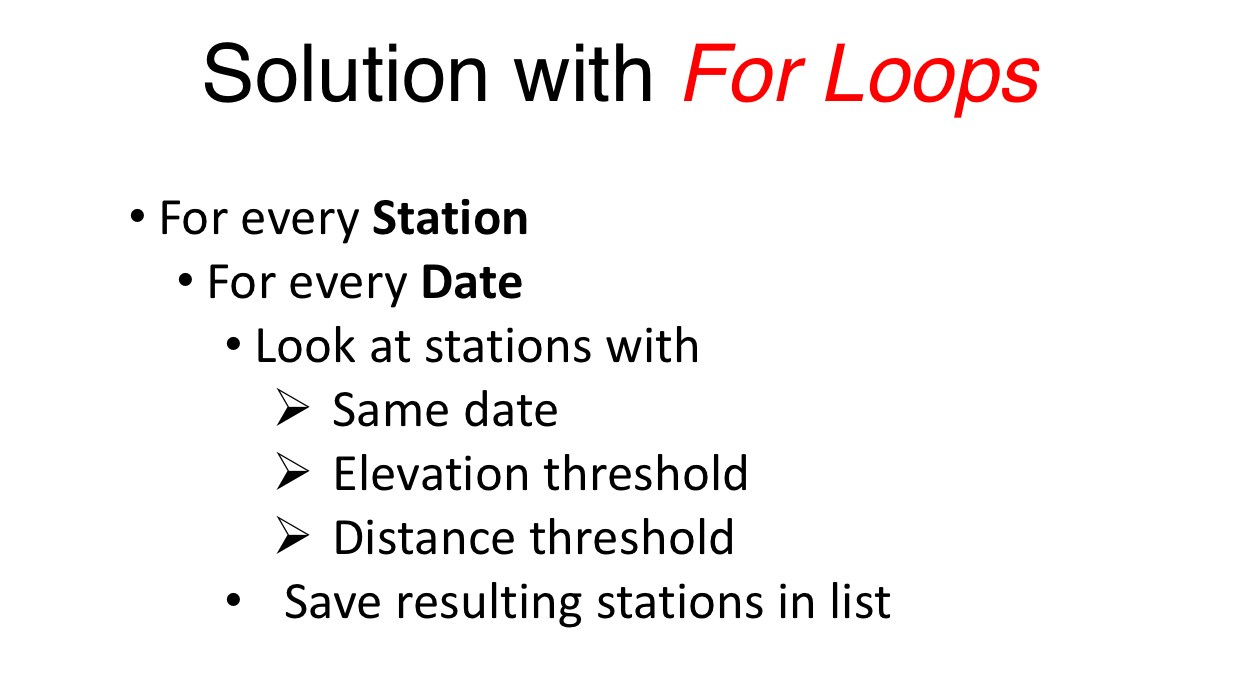 Solution with For Loops
• For every Station
• For every Date
• Look at stations with
➢ Same date
➢ Elevation threshold
➢ Distance threshold
• Save resulting stations in list